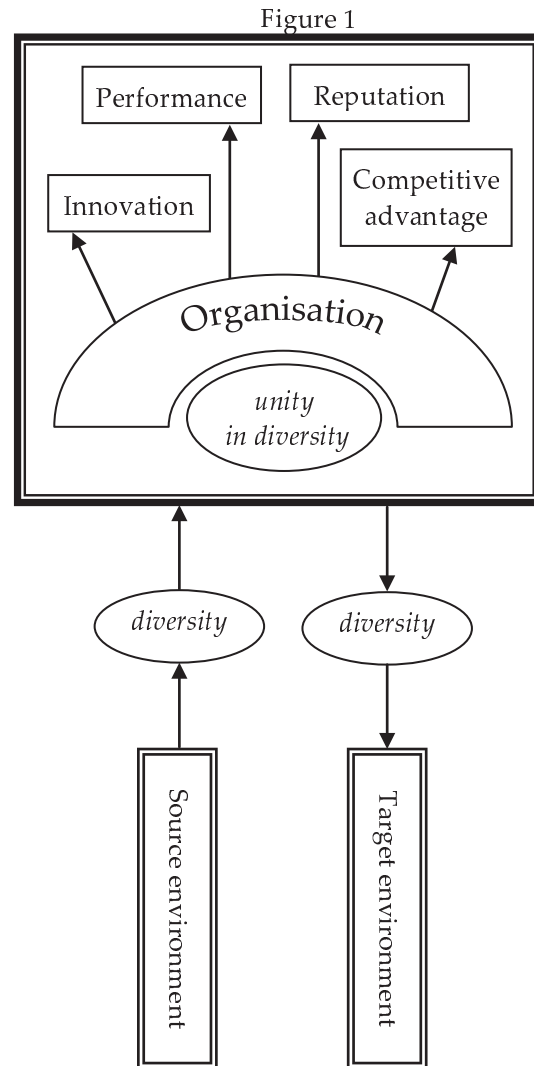 Figure 1
Performance
Reputation
Innovation
Competitive
advantage
Organisation
unity
in diversity
diversity
diversity
Source environment
Target environment